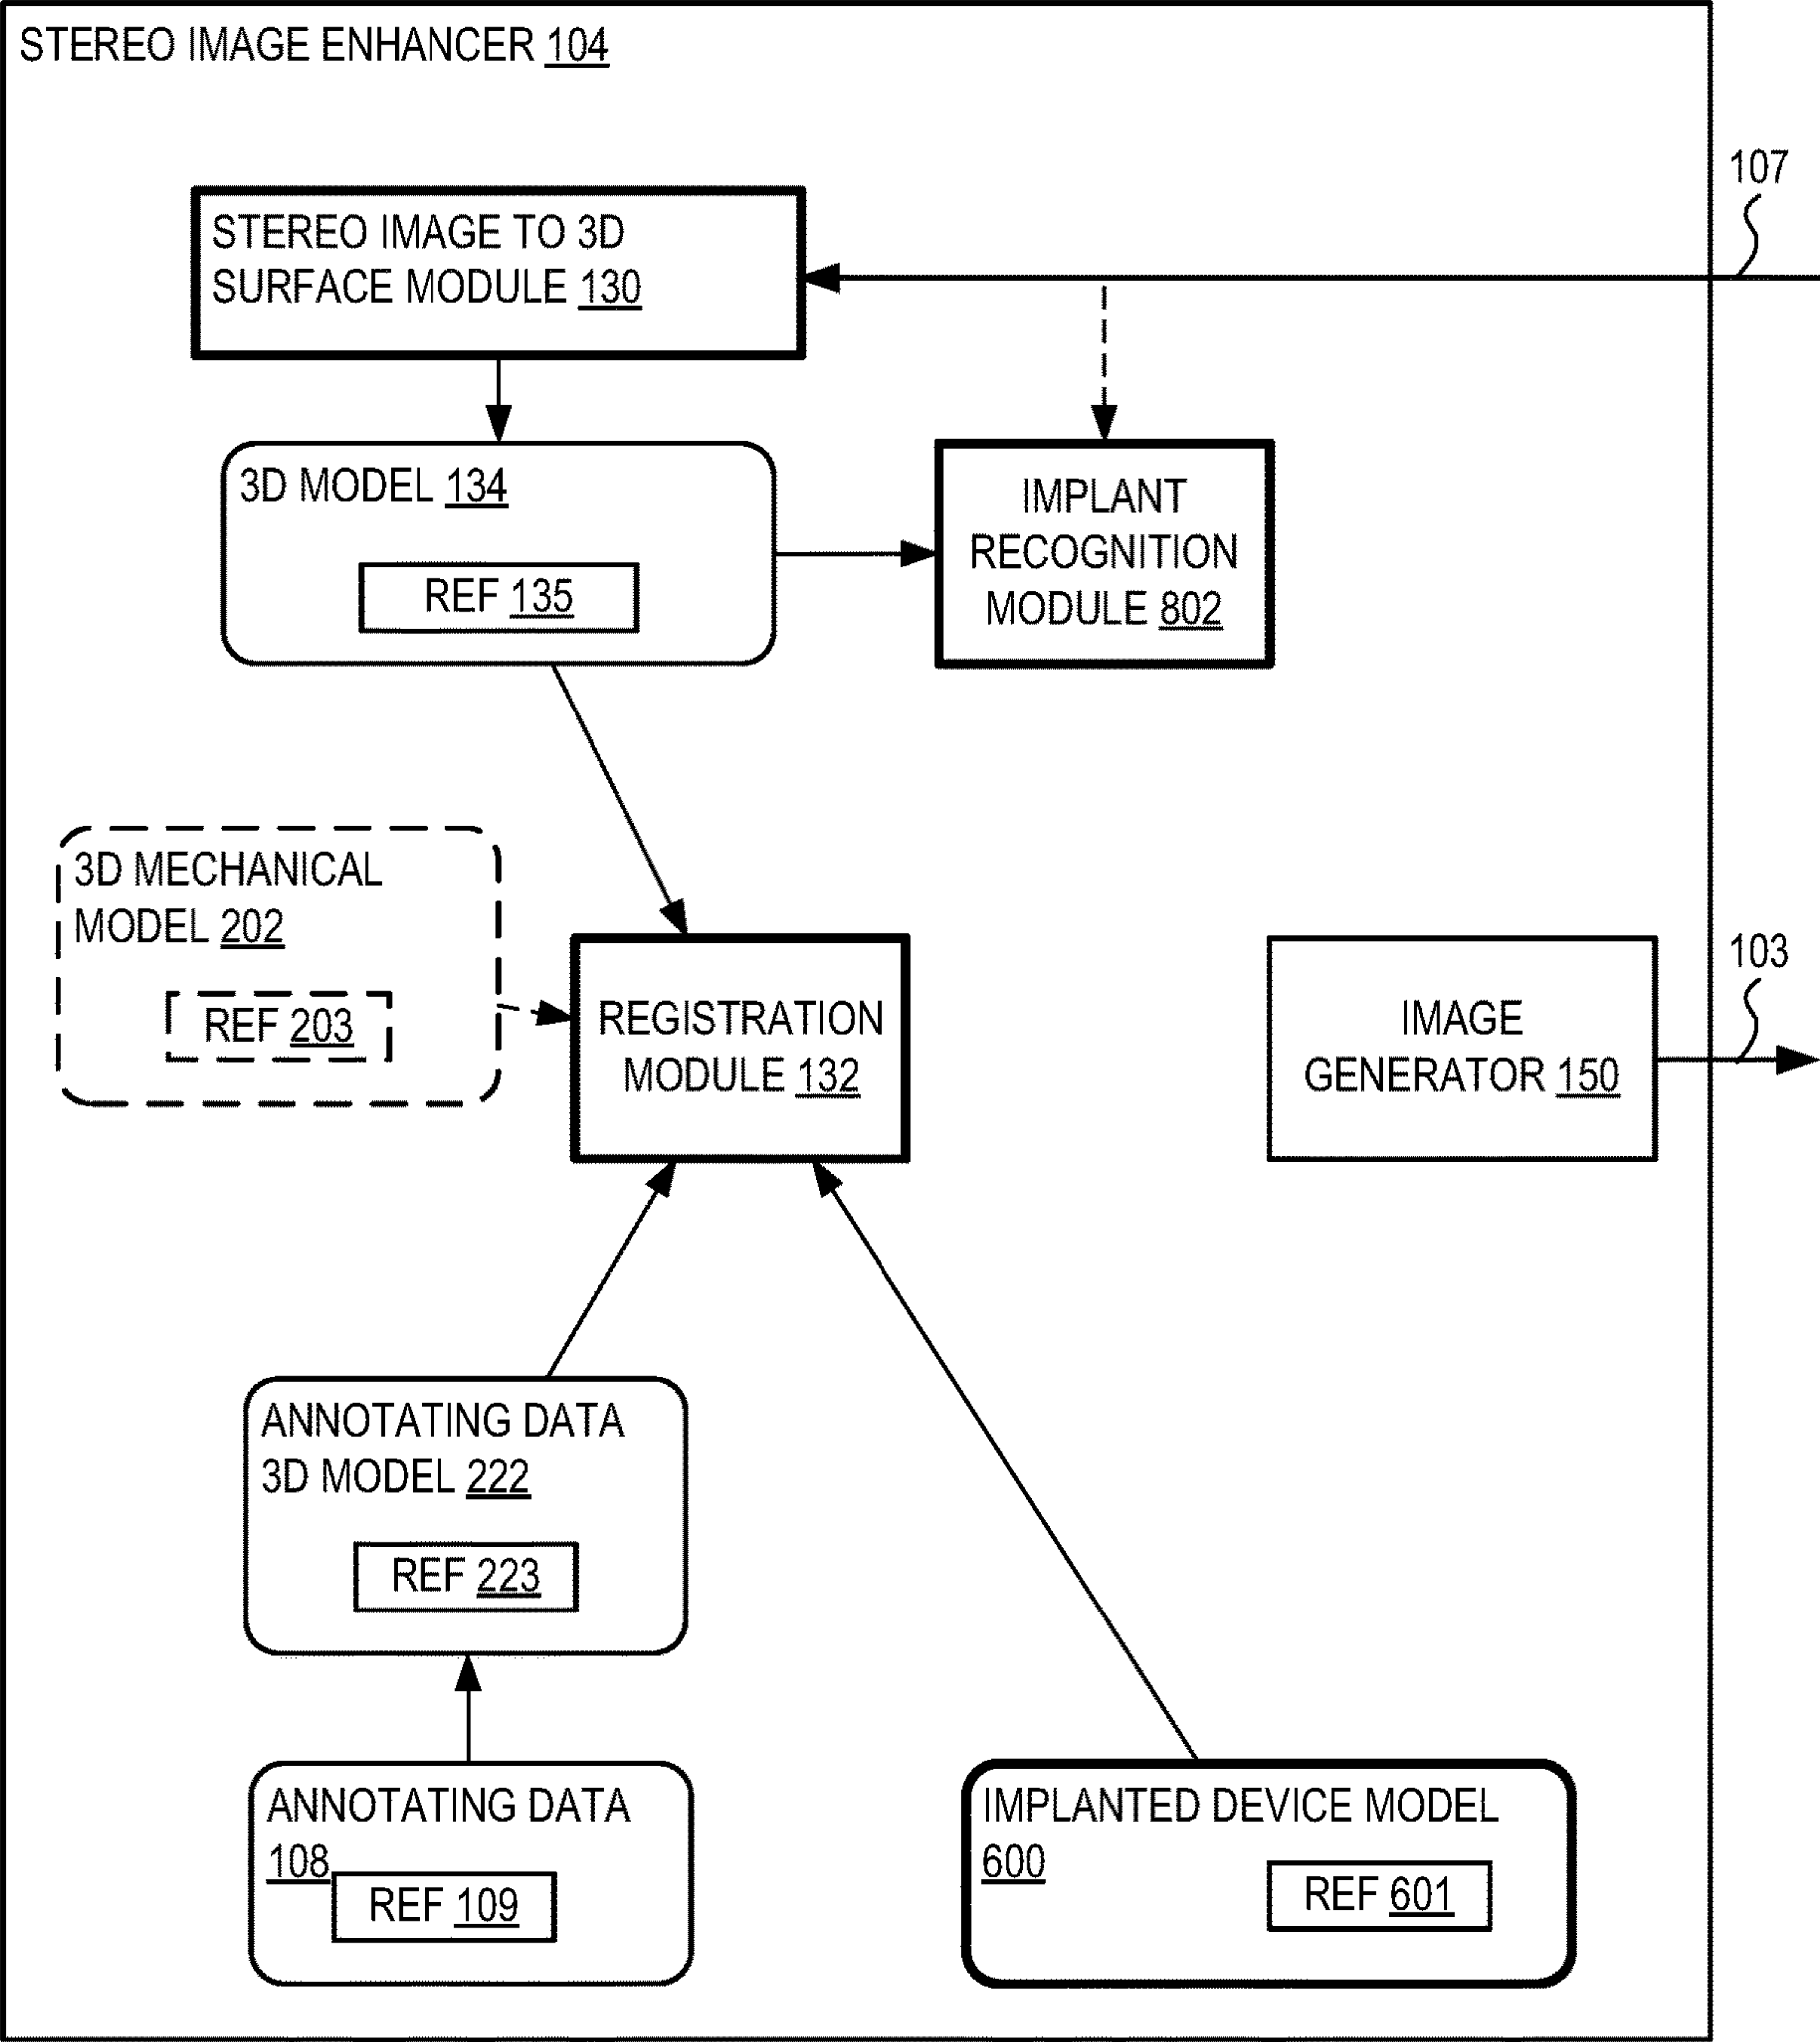 STEREO IMAGE ENHANCER 104
107
STEREO IMAGE TO 3D
SURFACE MODULE 130
3D MODEL 134
REF 135
IMPLANT
RECOGNITION
MODULE 802
3D MECHANICAL
MODEL 202
REF 203
REGISTRATION
MODULE 132
IMAGE
GENERATOR 150
103
ANNOTATING DATA
3D MODEL 222
REF 223
ANNOTATING DATA
108
REF 109
IMPLANTED DEVICE MODEL
600
REF 601